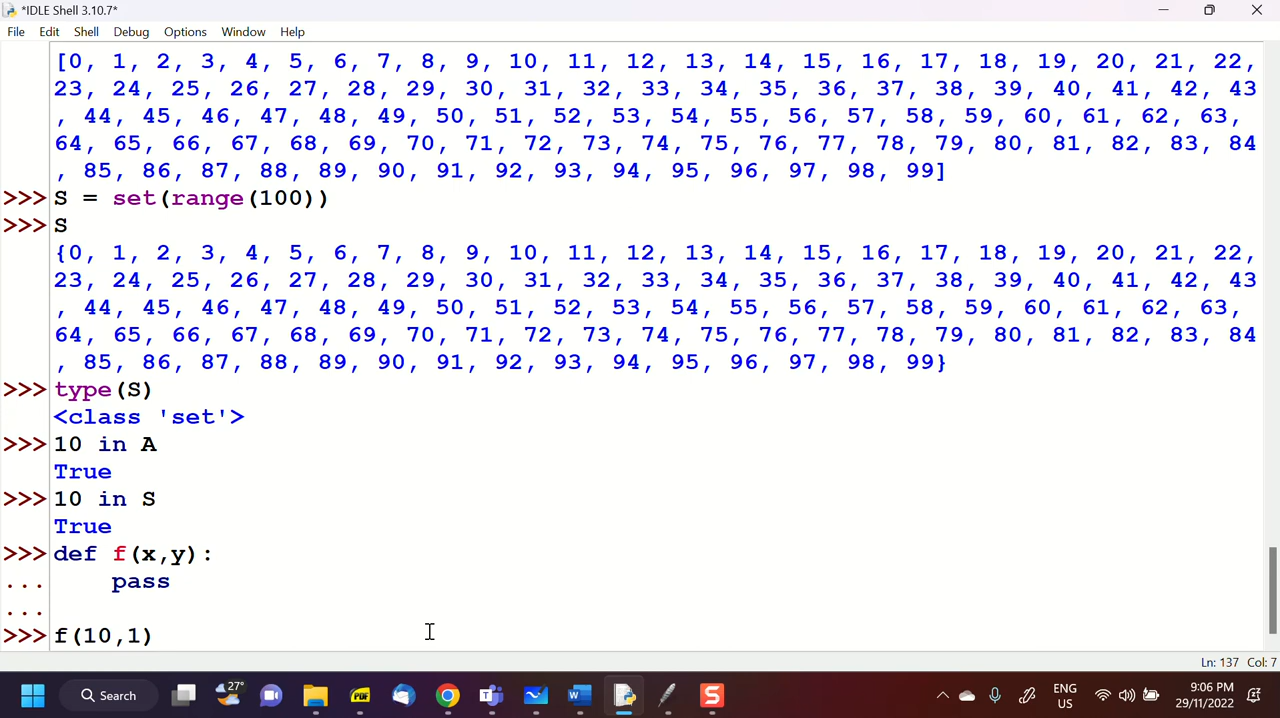 *IDLE Shell 3.10.7*
File Edit Shell Debug Options Window Help
[0, 1, 2, 3, 4, 5, 6, 7, 8, 9, 10, 11, 12, 13, 14, 15, 16, 17, 18, 19, 20, 21, 22,
23, 24, 25, 26, 27, 28, 29, 30, 31, 32, 33, 34, 35, 36, 37, 38, 39, 40, 41, 42, 43
, 44, 45, 46, 47, 48, 49, 50, 51, 52, 53, 54, 55, 56, 57, 58, 59, 60, 61, 62, 63,
64, 65, 66, 67, 68, 69, 70, 71, 72, 73, 74, 75, 76, 77, 78, 79, 80, 81, 82, 83, 84
, 85, 86, 87, 88, 89, 90, 91, 92, 93, 94, 95, 96, 97, 98, 99]
>>> S = set(range(100))
>>> S
{0, 1, 2, 3, 4, 5, 6, 7, 8, 9, 10, 11, 12, 13, 14, 15, 16, 17, 18, 19, 20, 21, 22,
23, 24, 25, 26, 27, 28, 29, 30, 31, 32, 33, 34, 35, 36, 37, 38, 39, 40, 41, 42, 43
, 44, 45, 46, 47, 48, 49, 50, 51, 52, 53, 54, 55, 56, 57, 58, 59, 60, 61, 62, 63,
64, 65, 66, 67, 68, 69, 70, 71, 72, 73, 74, 75, 76, 77, 78, 79, 80, 81, 82, 83, 84
, 85, 86, 87, 88, 89, 90, 91, 92, 93, 94, 95, 96, 97, 98, 99}
>>> type(S)
<class 'set'>
>>> 10 in A
True
>>> 10 in S
True
>>> def f(x,y):
...     pass
...
>>> f(10,1)
Ln: 137 Col: 7
Search 27° PDF W S ENG US 9:06 PM 29/11/2022